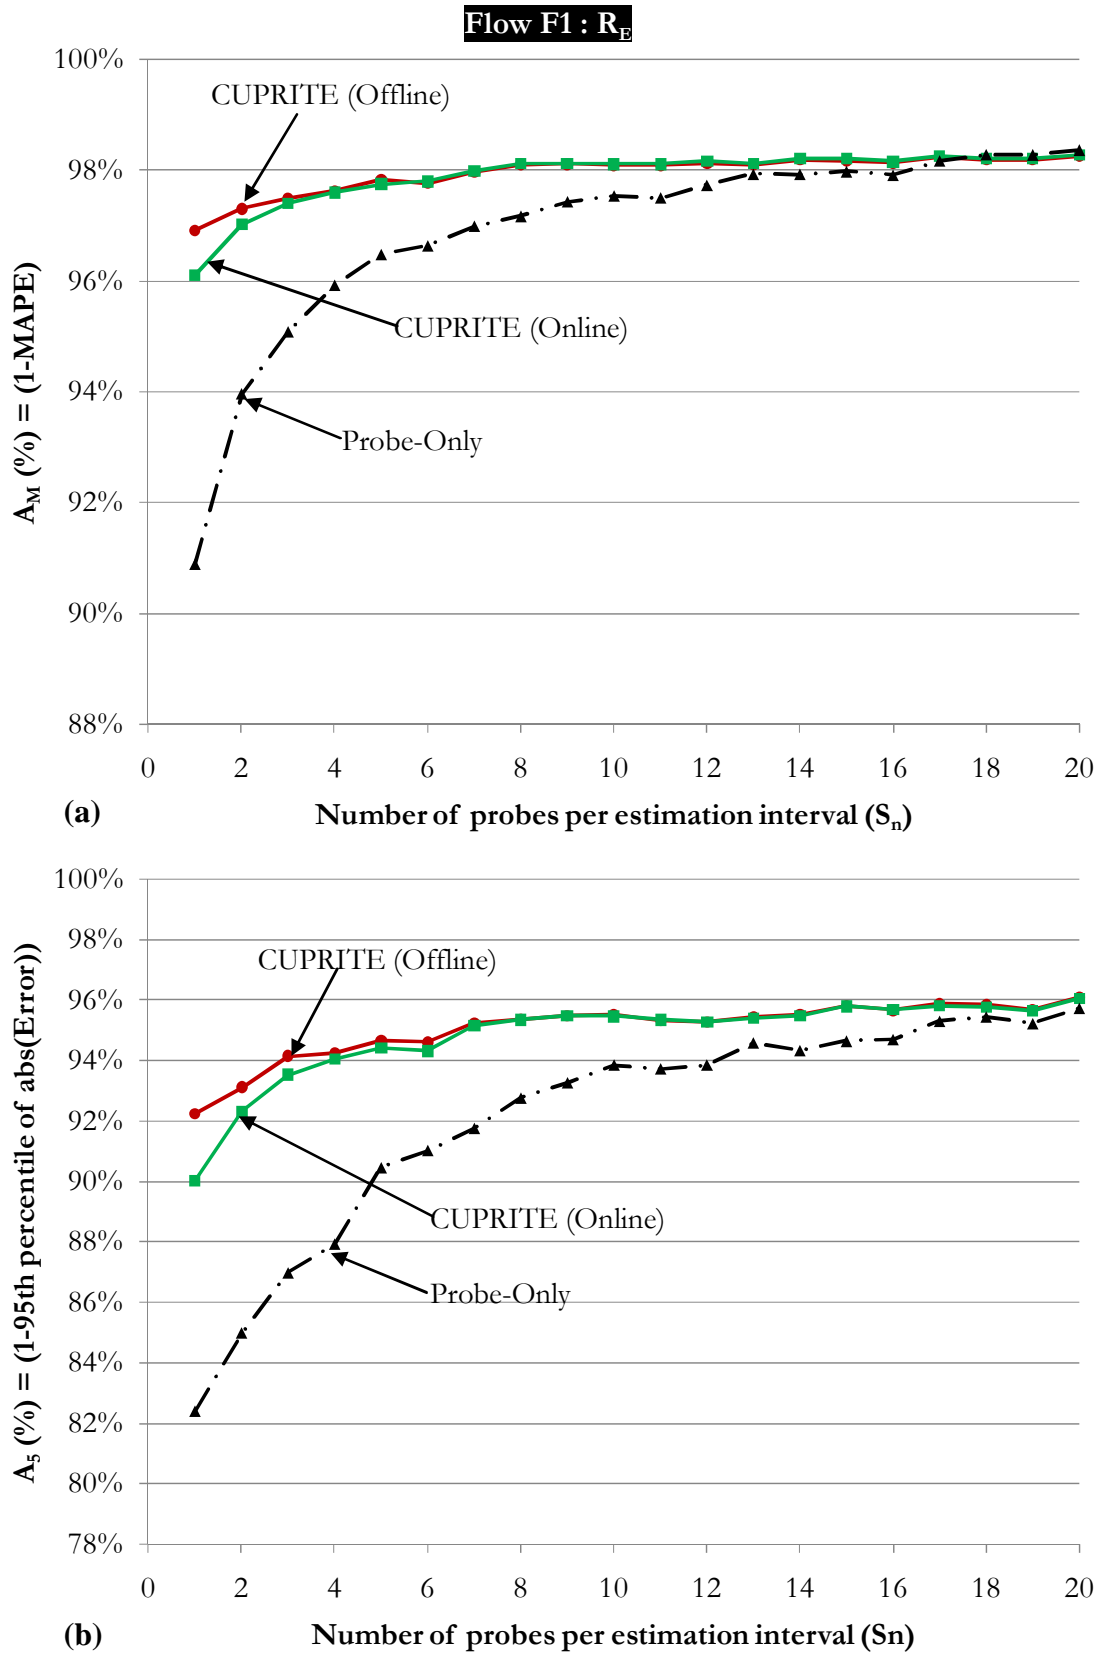 Flow F1 : R_E
100%
98%
96%
94%
92%
90%
88%
A_M (%) = (1-MAPE)
CUPRITE (Offline)
CUPRITE (Online)
Probe-Only
0 2 4 6 8 10 12 14 16 18 20
(a) Number of probes per estimation interval (S_n)
100%
98%
96%
94%
92%
90%
88%
86%
84%
82%
80%
78%
A_5 (%) = (1-95th percentile of abs(Error))
CUPRITE (Offline)
CUPRITE (Online)
Probe-Only
0 2 4 6 8 10 12 14 16 18 20
(b) Number of probes per estimation interval (Sn)